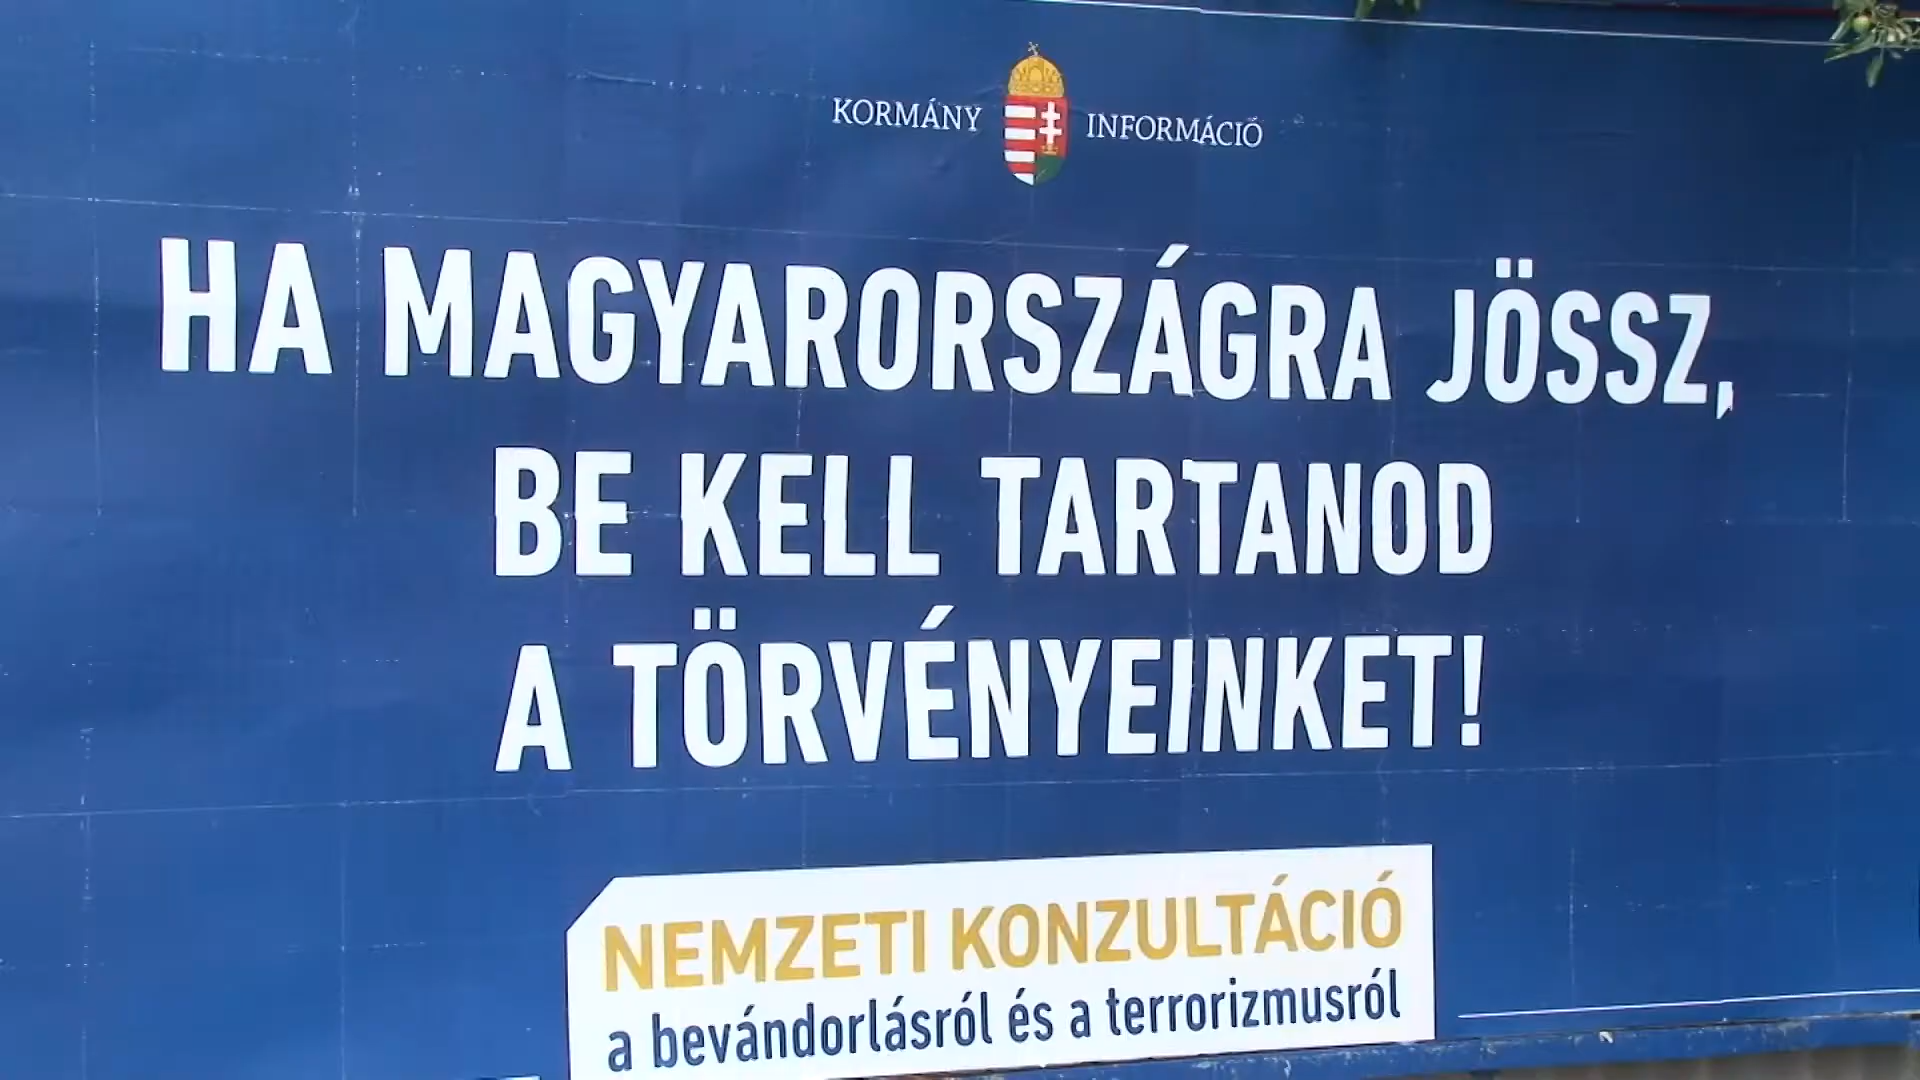 KORMÁNY INFORMÁCIÓ
HA MAGYARORSZÁGRA JÖSSZ,
BE KELL TARTANOD
A TÖRVÉNYEINKET!
NEMZETI KONZULTÁCIÓ
a bevándorlásról és a terrorizmusról